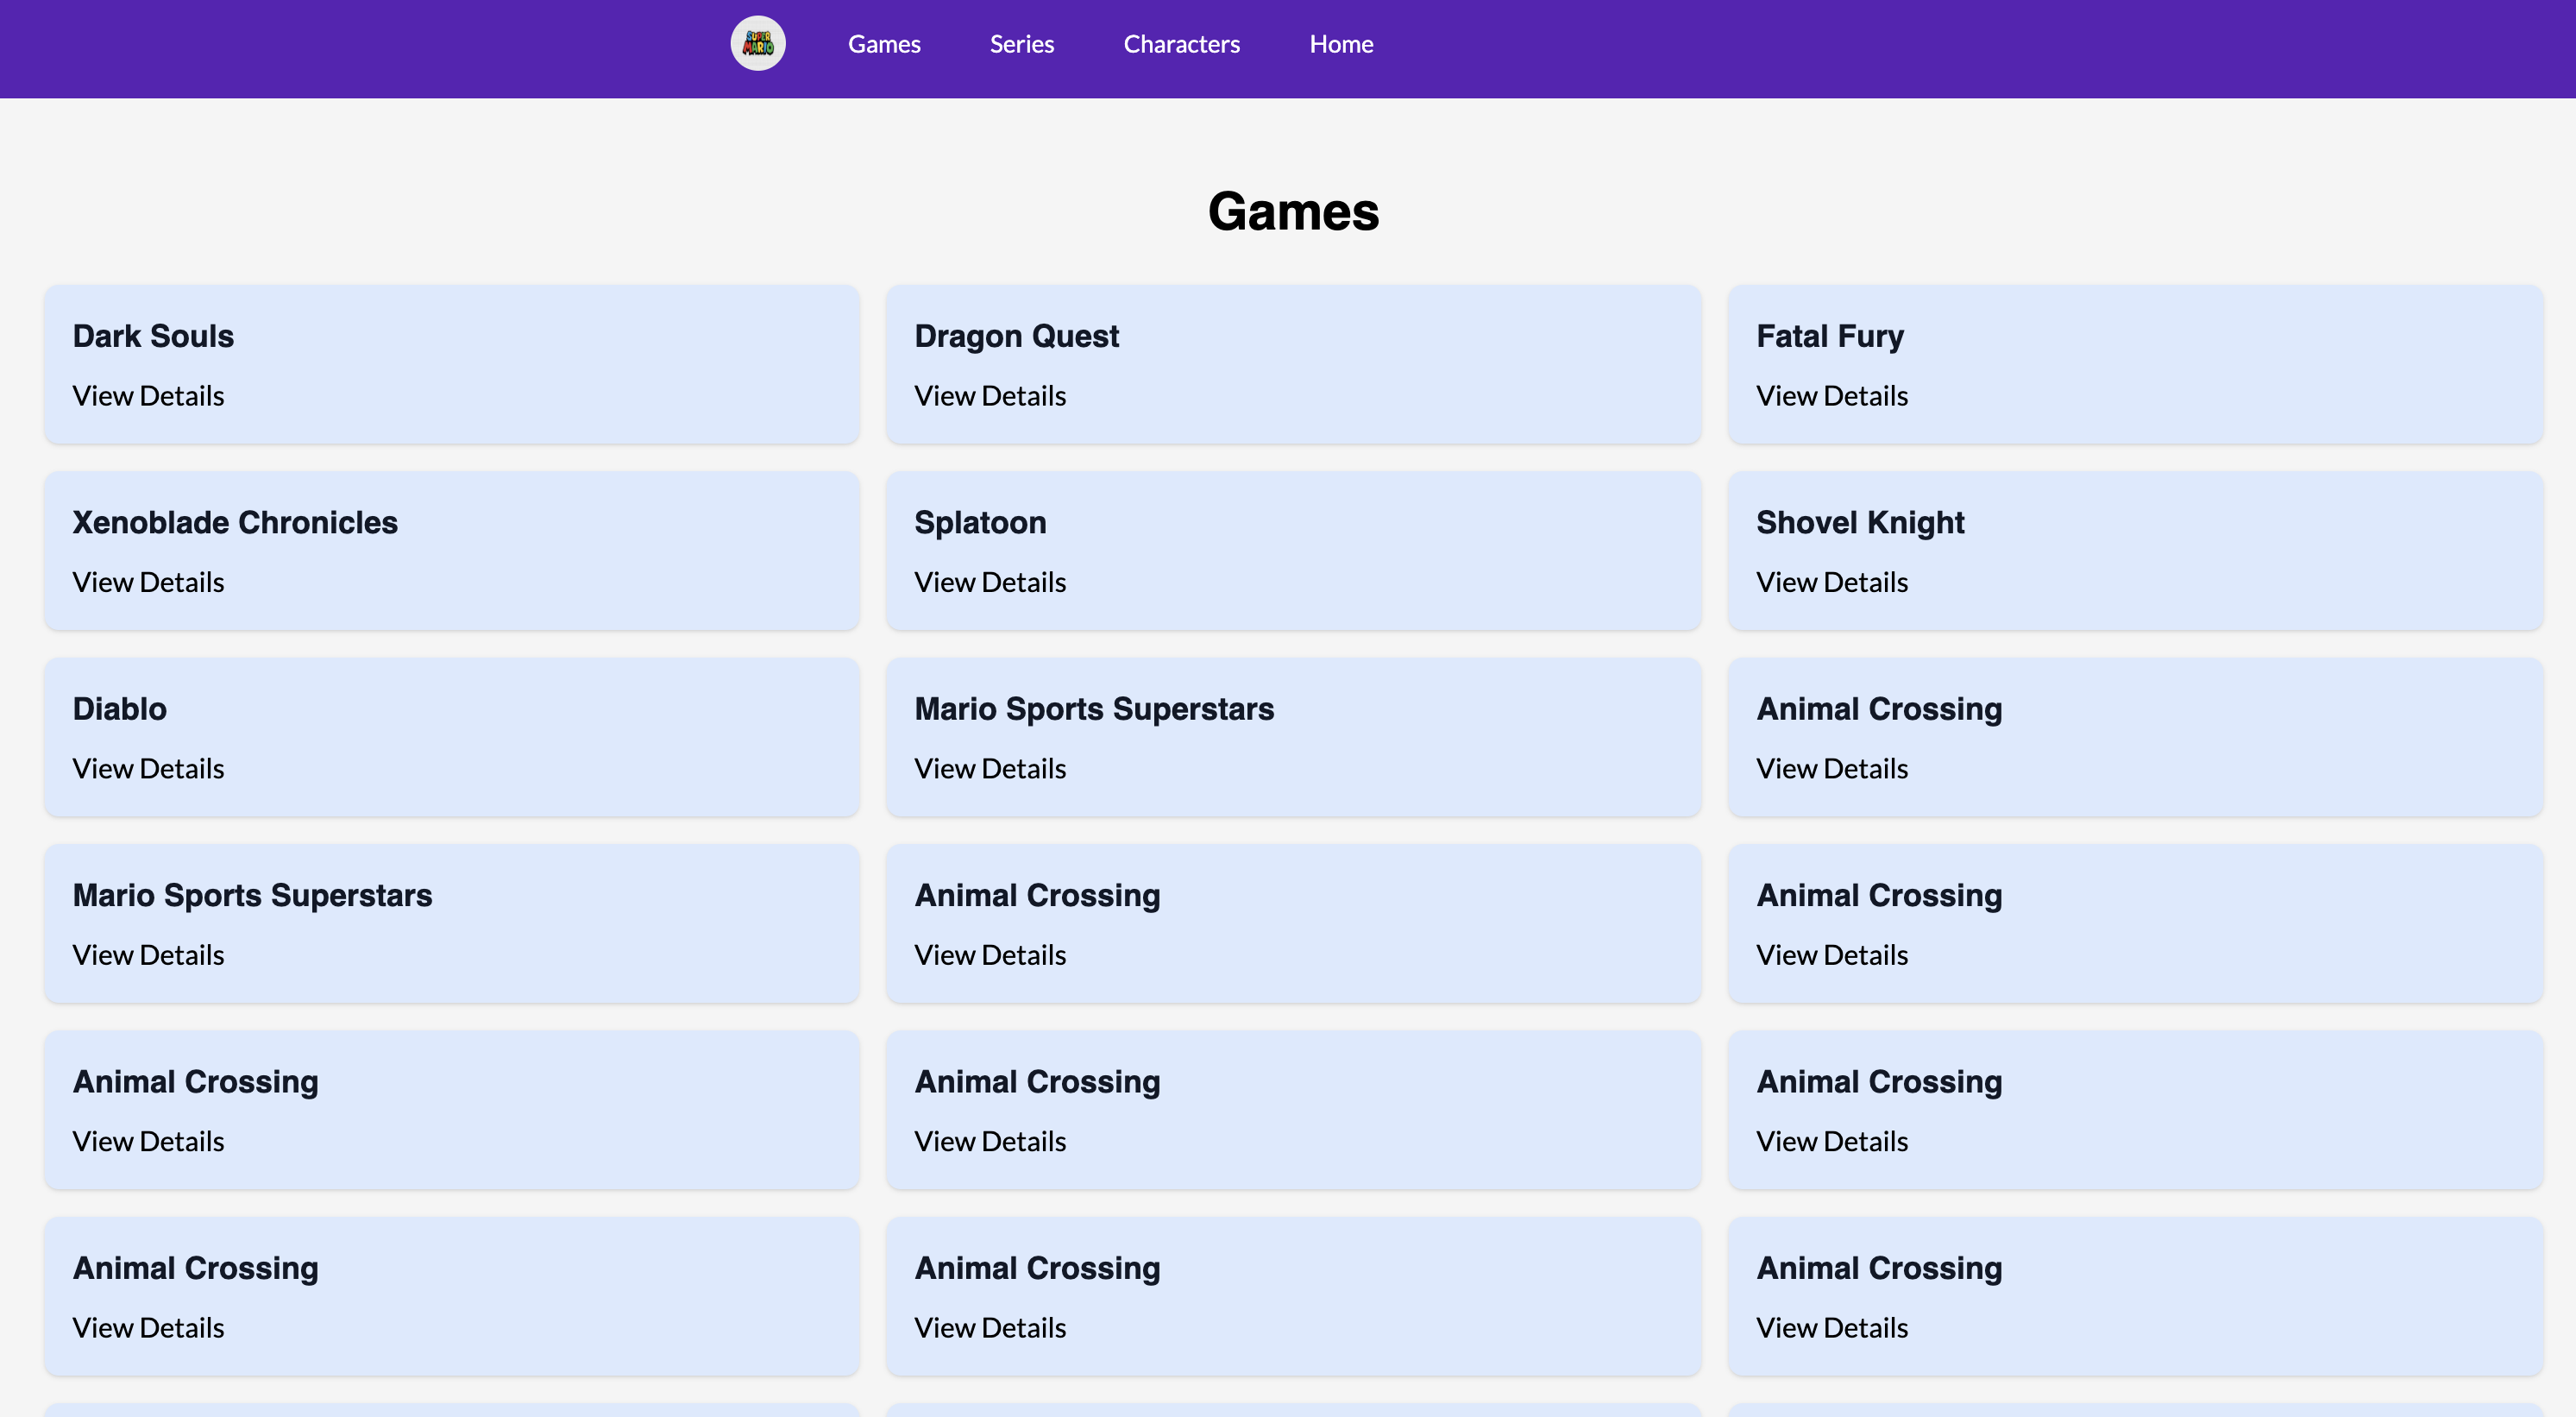 SUPER
MARIO
Games Series Characters Home
Games
Dark Souls
View Details
Dragon Quest
View Details
Fatal Fury
View Details
Xenoblade Chronicles
View Details
Splatoon
View Details
Shovel Knight
View Details
Diablo
View Details
Mario Sports Superstars
View Details
Animal Crossing
View Details
Mario Sports Superstars
View Details
Animal Crossing
View Details
Animal Crossing
View Details
Animal Crossing
View Details
Animal Crossing
View Details
Animal Crossing
View Details
Animal Crossing
View Details
Animal Crossing
View Details
Animal Crossing
View Details